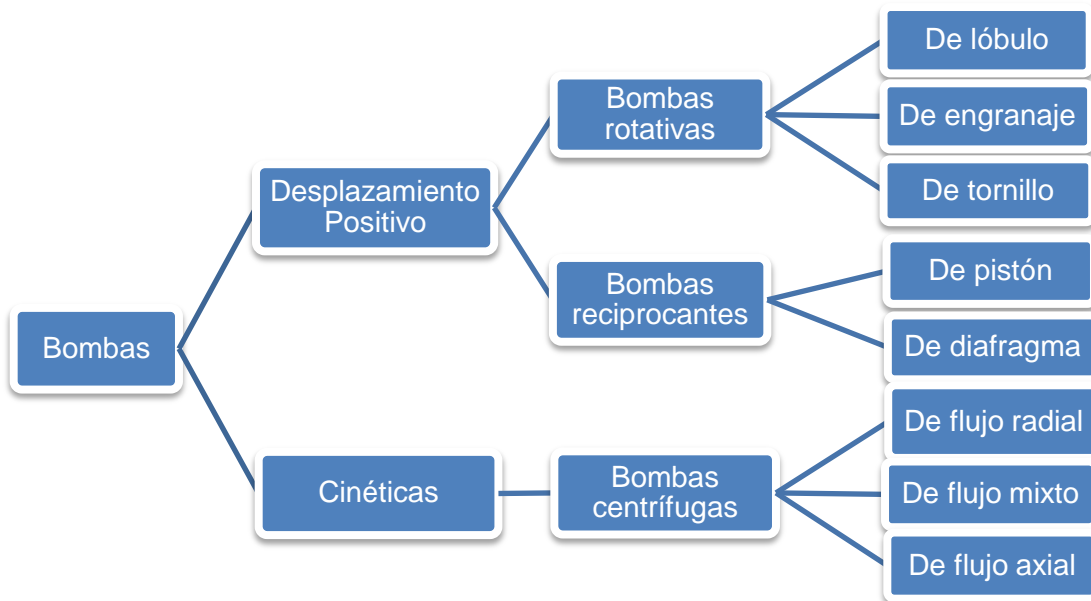 Bombas
Desplazamiento
Positivo
Cinéticas
Bombas
rotativas
Bombas
reciprocantes
Bombas
centrífugas
De lóbulo
De engranaje
De tornillo
De pistón
De diafragma
De flujo radial
De flujo mixto
De flujo axial